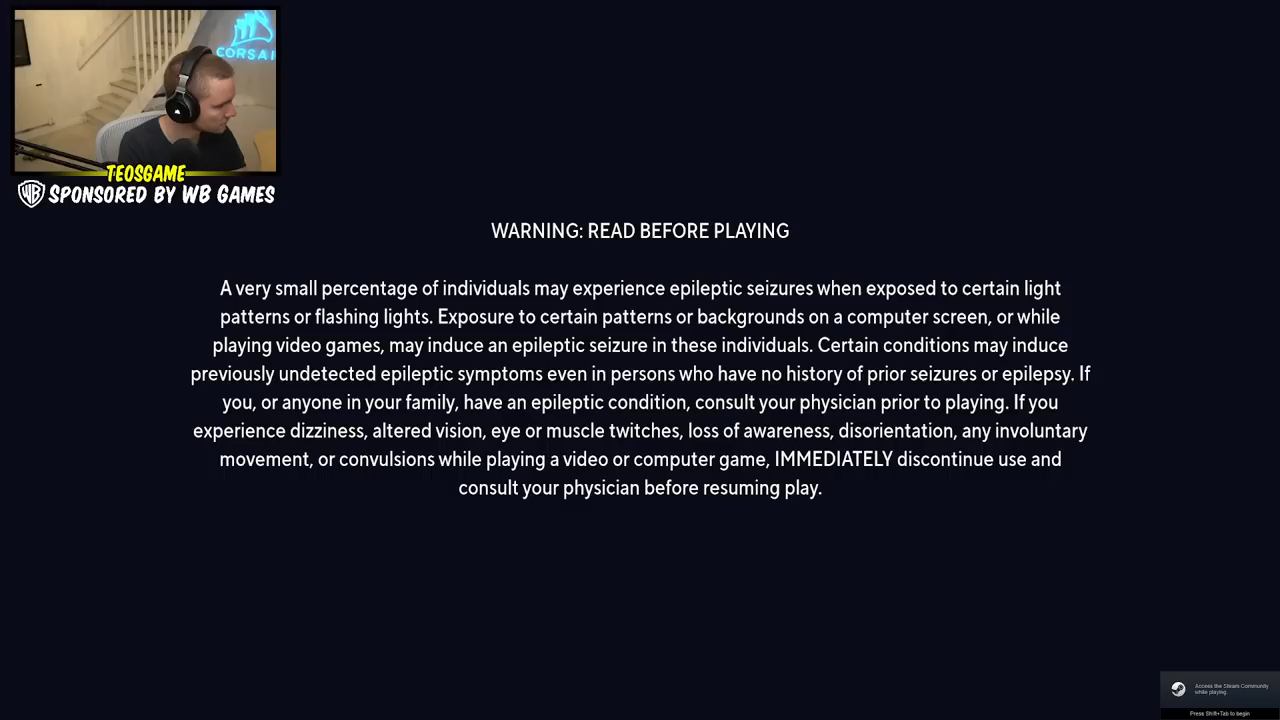 CORSAI
TEOSGAME
WB SPONSORED BY WB GAMES
WARNING: READ BEFORE PLAYING
A very small percentage of individuals may experience epileptic seizures when exposed to certain light
patterns or flashing lights. Exposure to certain patterns or backgrounds on a computer screen, or while
playing video games, may induce an epileptic seizure in these individuals. Certain conditions may induce
previously undetected epileptic symptoms even in persons who have no history of prior seizures or epilepsy. If
you, or anyone in your family, have an epileptic condition, consult your physician prior to playing. If you
experience dizziness, altered vision, eye or muscle twitches, loss of awareness, disorientation, any involuntary
movement, or convulsions while playing a video or computer game, IMMEDIATELY discontinue use and
consult your physician before resuming play.
Access the Steam Community
while playing.
Press Shift+Tab to begin